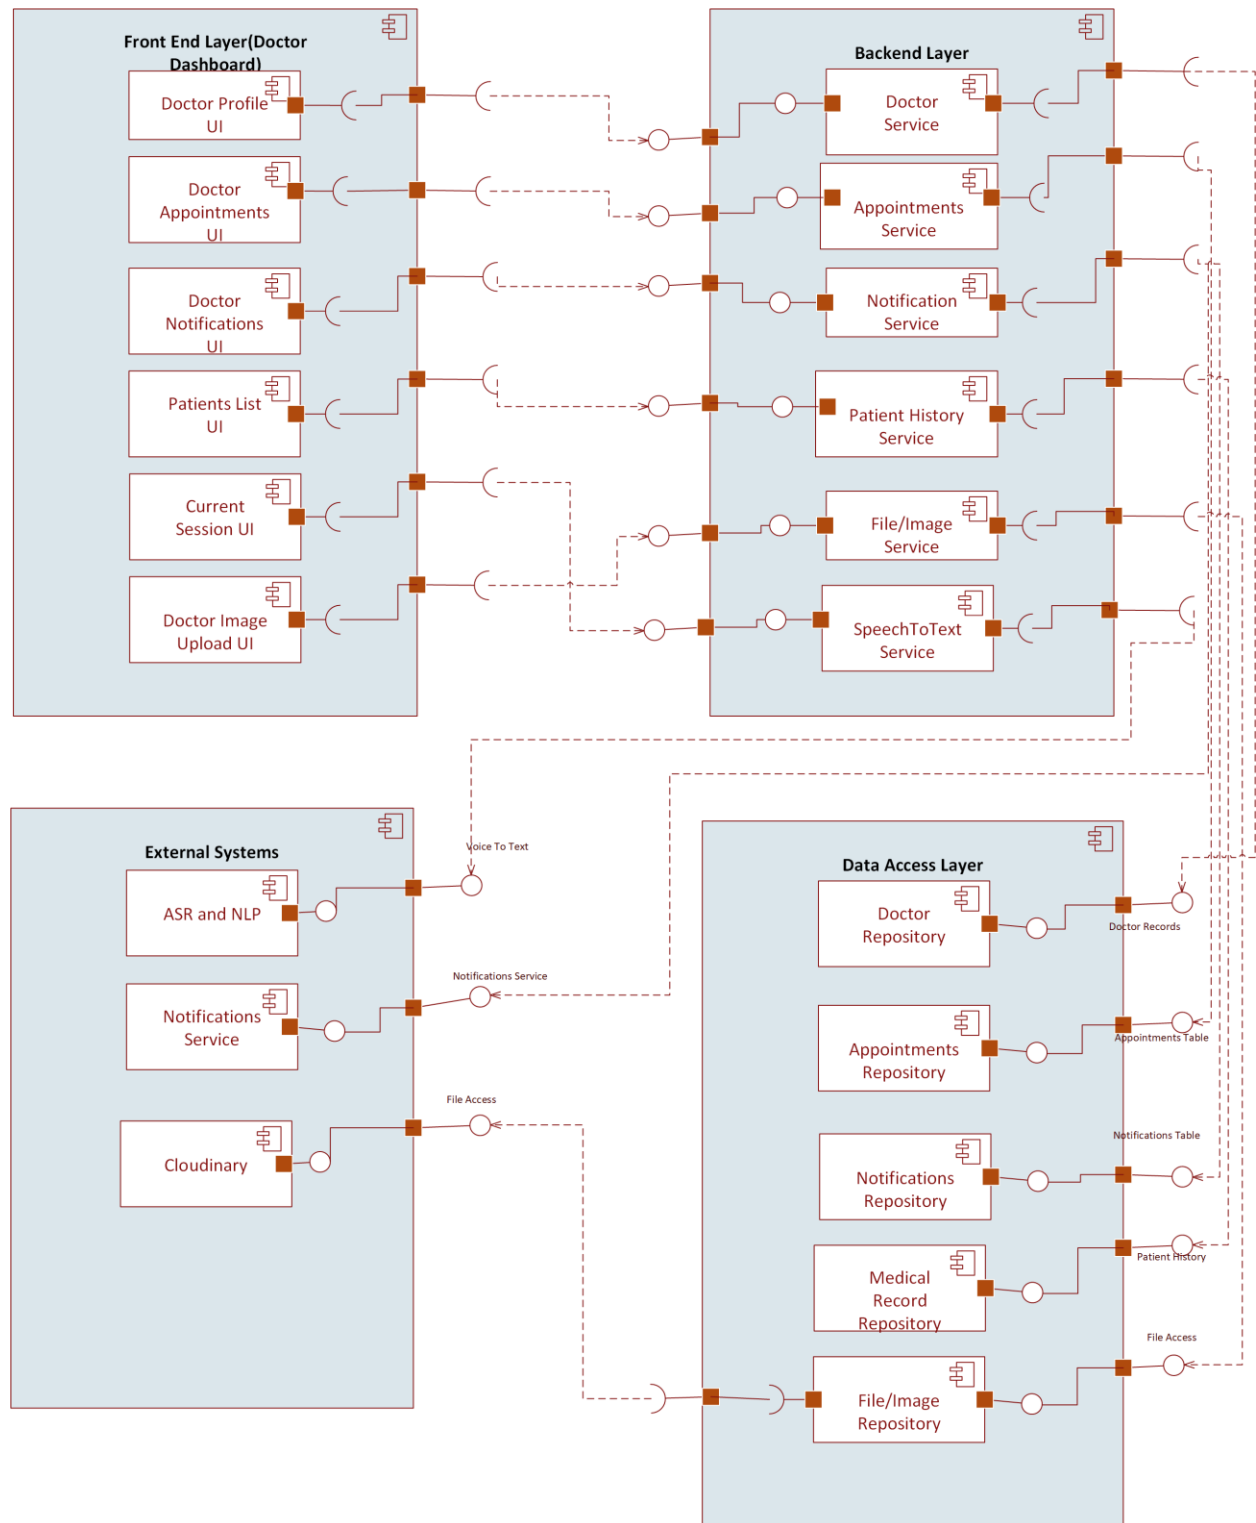 Front End Layer(Doctor
Dashboard)
Doctor Profile
UI
Doctor
Appointments
UI
Doctor
Notifications
UI
Patients List
UI
Current
Session UI
Doctor Image
Upload UI
Backend Layer
Doctor
Service
Appointments
Service
Notification
Service
Patient History
Service
File/Image
Service
SpeechToText
Service
External Systems
Voice To Text
ASR and NLP
Notifications Service
Notifications
Service
File Access
Cloudinary
Data Access Layer
Doctor
Repository
Doctor Records
Appointments
Repository
Appointments Table
Notifications Table
Notifications
Repository
Patient History
Medical
Record
Repository
File Access
File/Image
Repository